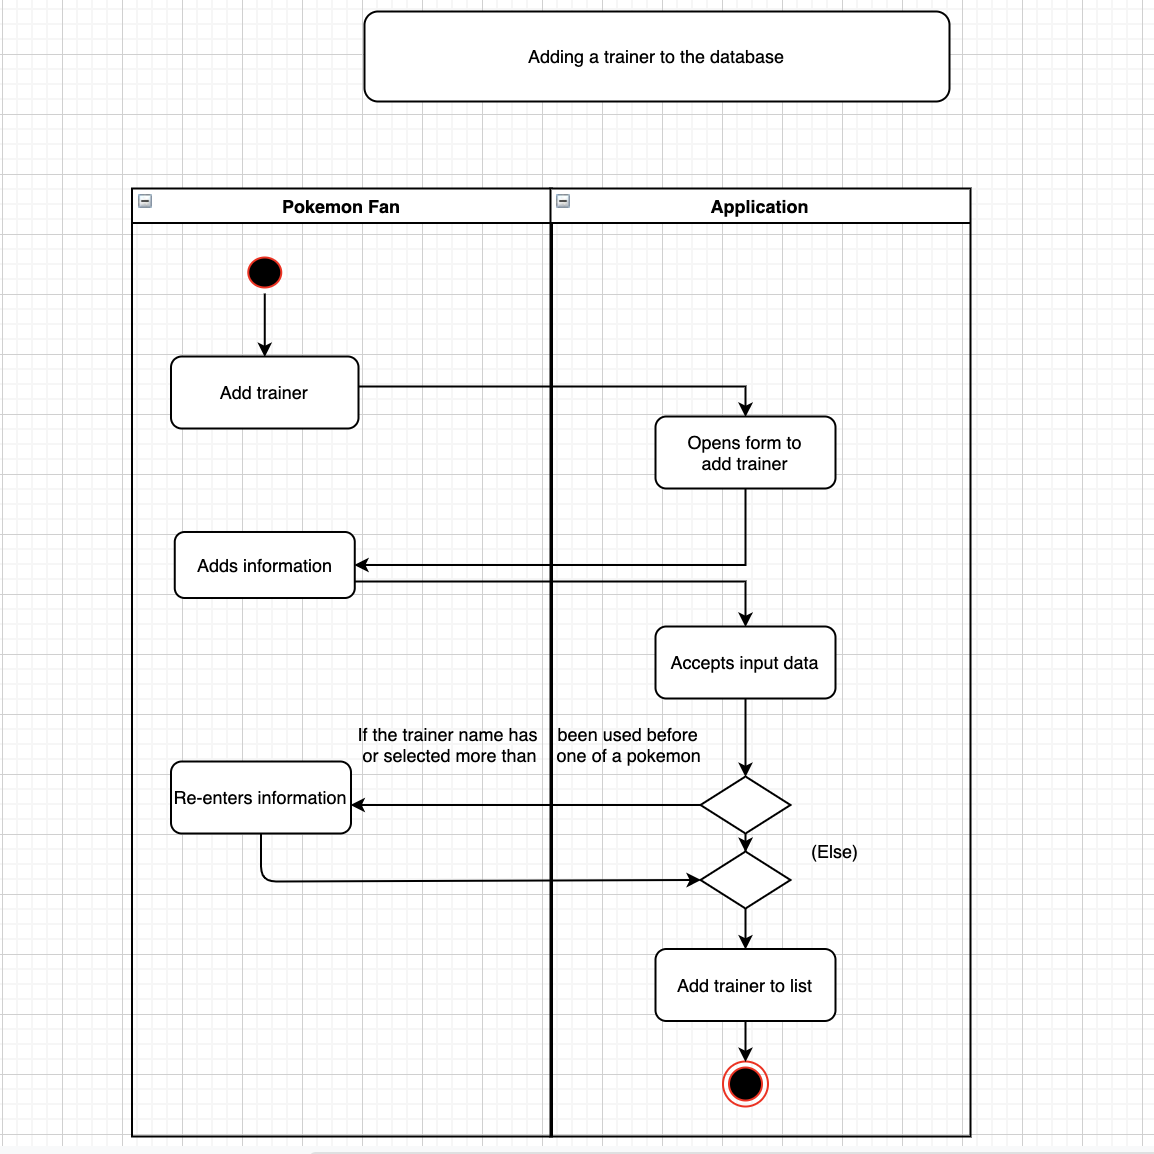 Adding a trainer to the database
Pokemon Fan
Application
Add trainer
Opens form to
add trainer
Adds information
Accepts input data
If the trainer name has been used before
or selected more than one of a pokemon
Re-enters information
(Else)
Add trainer to list